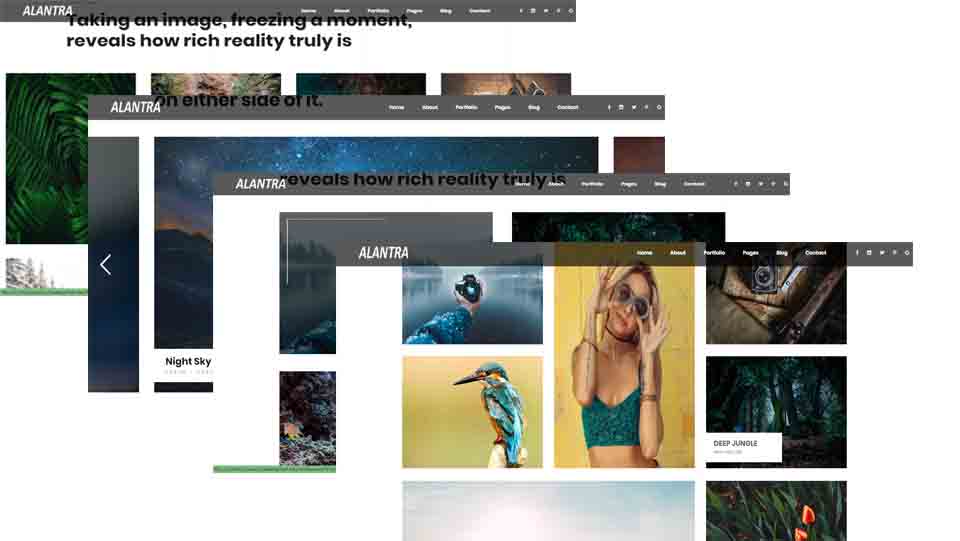 ALANTRA Home About Portfolio Pages Blog Contact
Taking an image, freezing a moment,
reveals how rich reality truly is
on either side of it.
ALANTRA Home About Portfolio Pages Blog Contact
Night Sky
reveals how rich reality truly is
ALANTRA Home About Portfolio Pages Blog Contact
ALANTRA Home About Portfolio Pages Blog Contact
DEEP JUNGLE